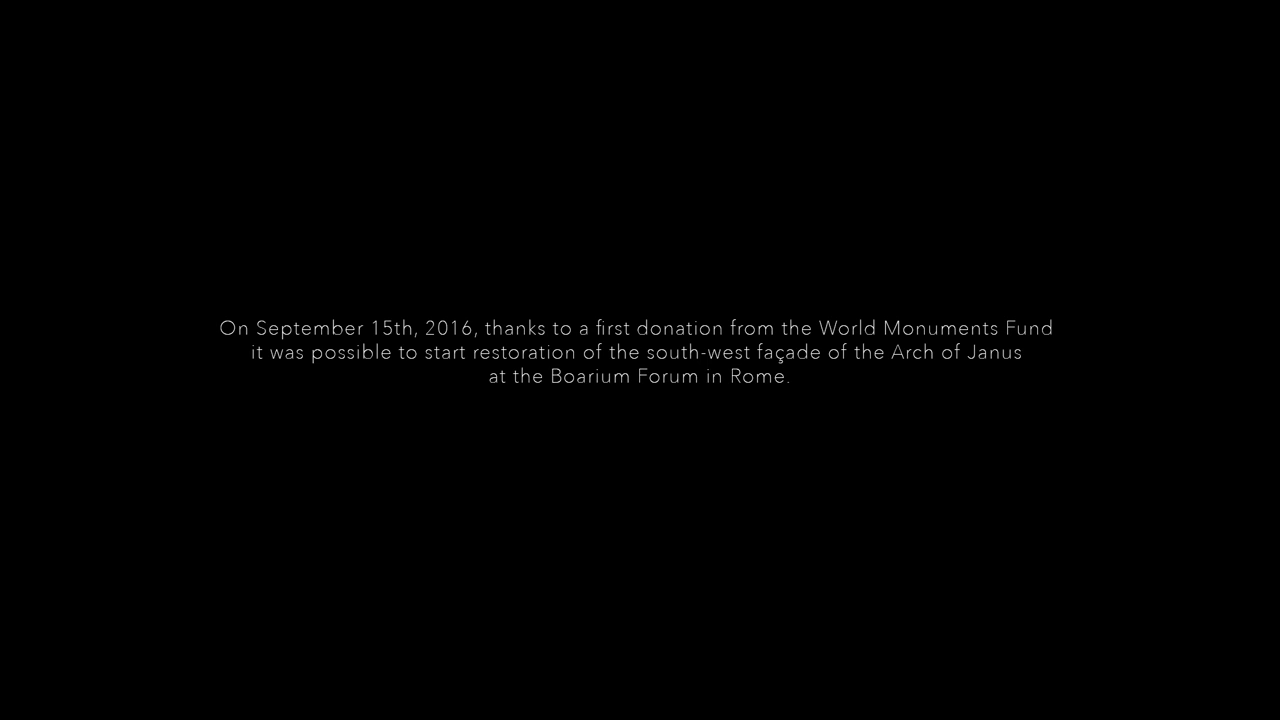 On September 15th, 2016, thanks to a first donation from the World Monuments Fund
it was possible to start restoration of the south-west façade of the Arch of Janus
at the Boarium Forum in Rome.